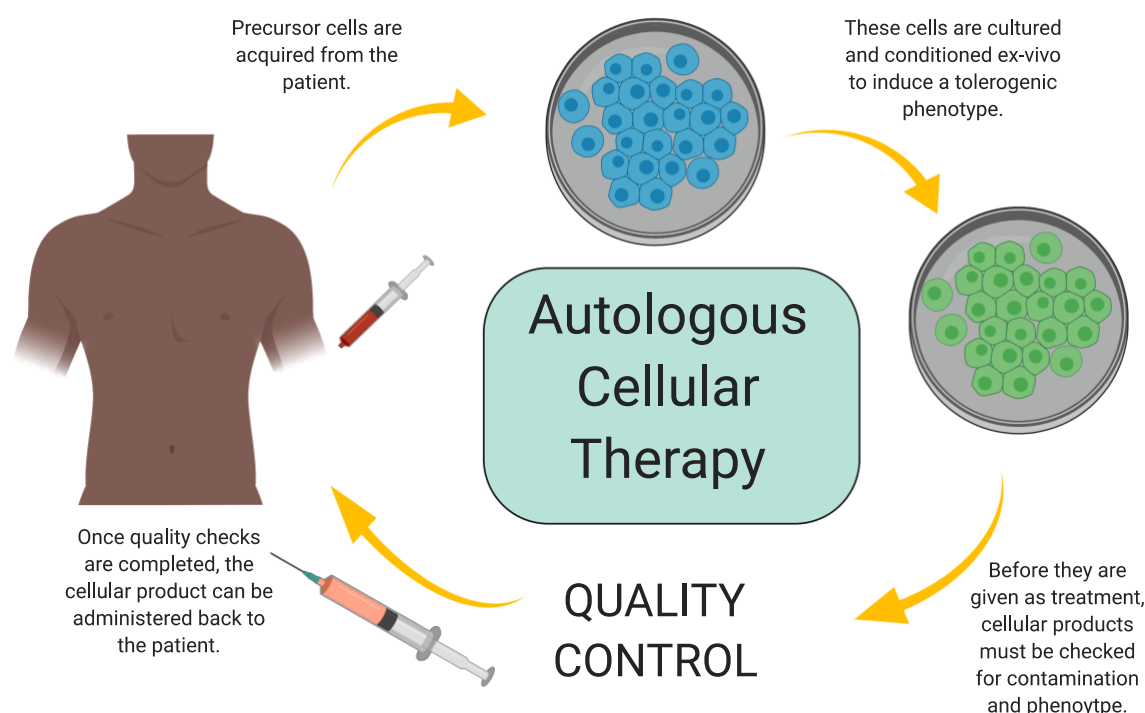 Precursor cells are
acquired from the
patient.
These cells are cultured
and conditioned ex-vivo
to induce a tolerogenic
phenotype.
Autologous
Cellular
Therapy
Before they are
given as treatment,
cellular products
must be checked
for contamination
and phenoytpe.
QUALITY
CONTROL
Once quality checks
are completed, the
cellular product can be
administered back to
the patient.